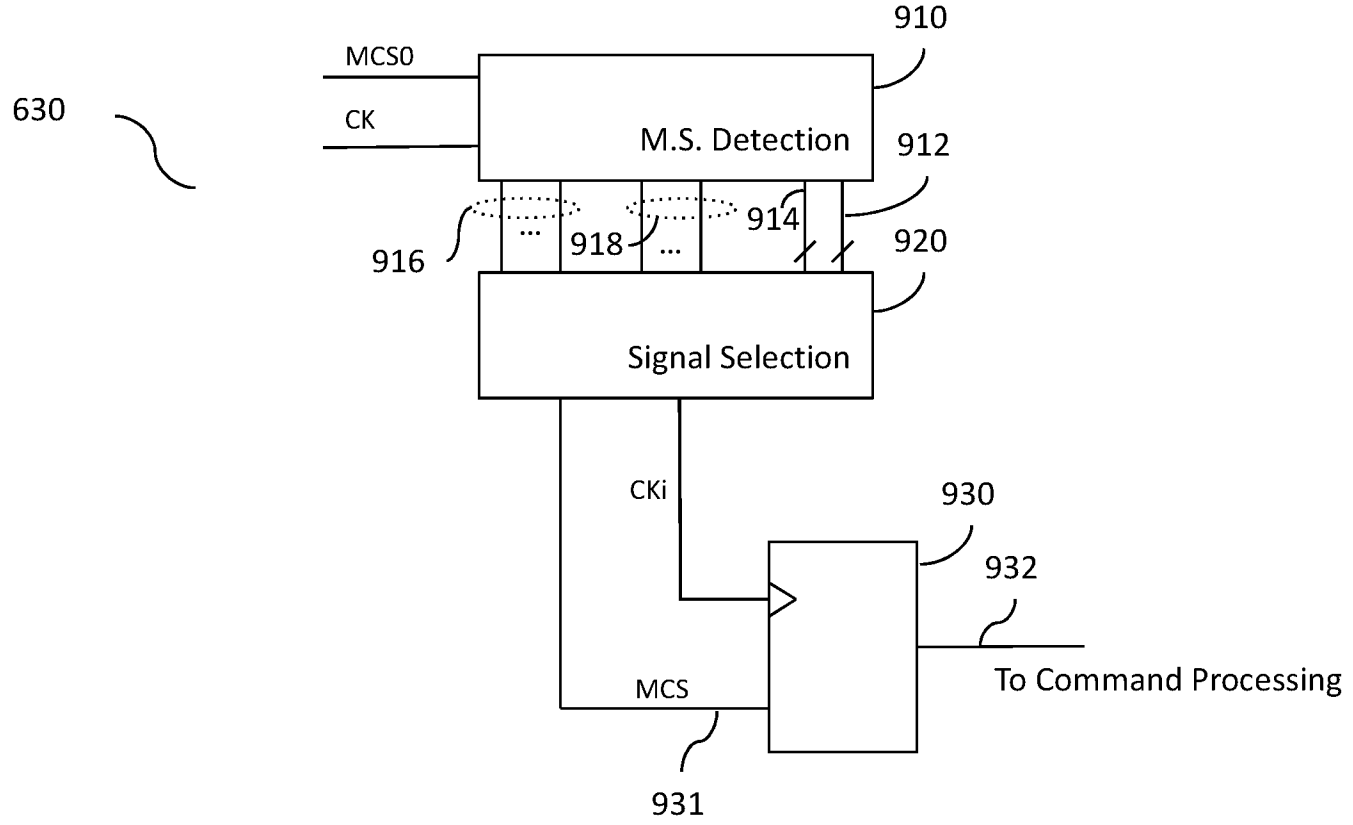 910
MCS0
630
CK
M.S. Detection
912
914
...
918
...
916
920
Signal Selection
CKi
930
932
MCS
To Command Processing
931